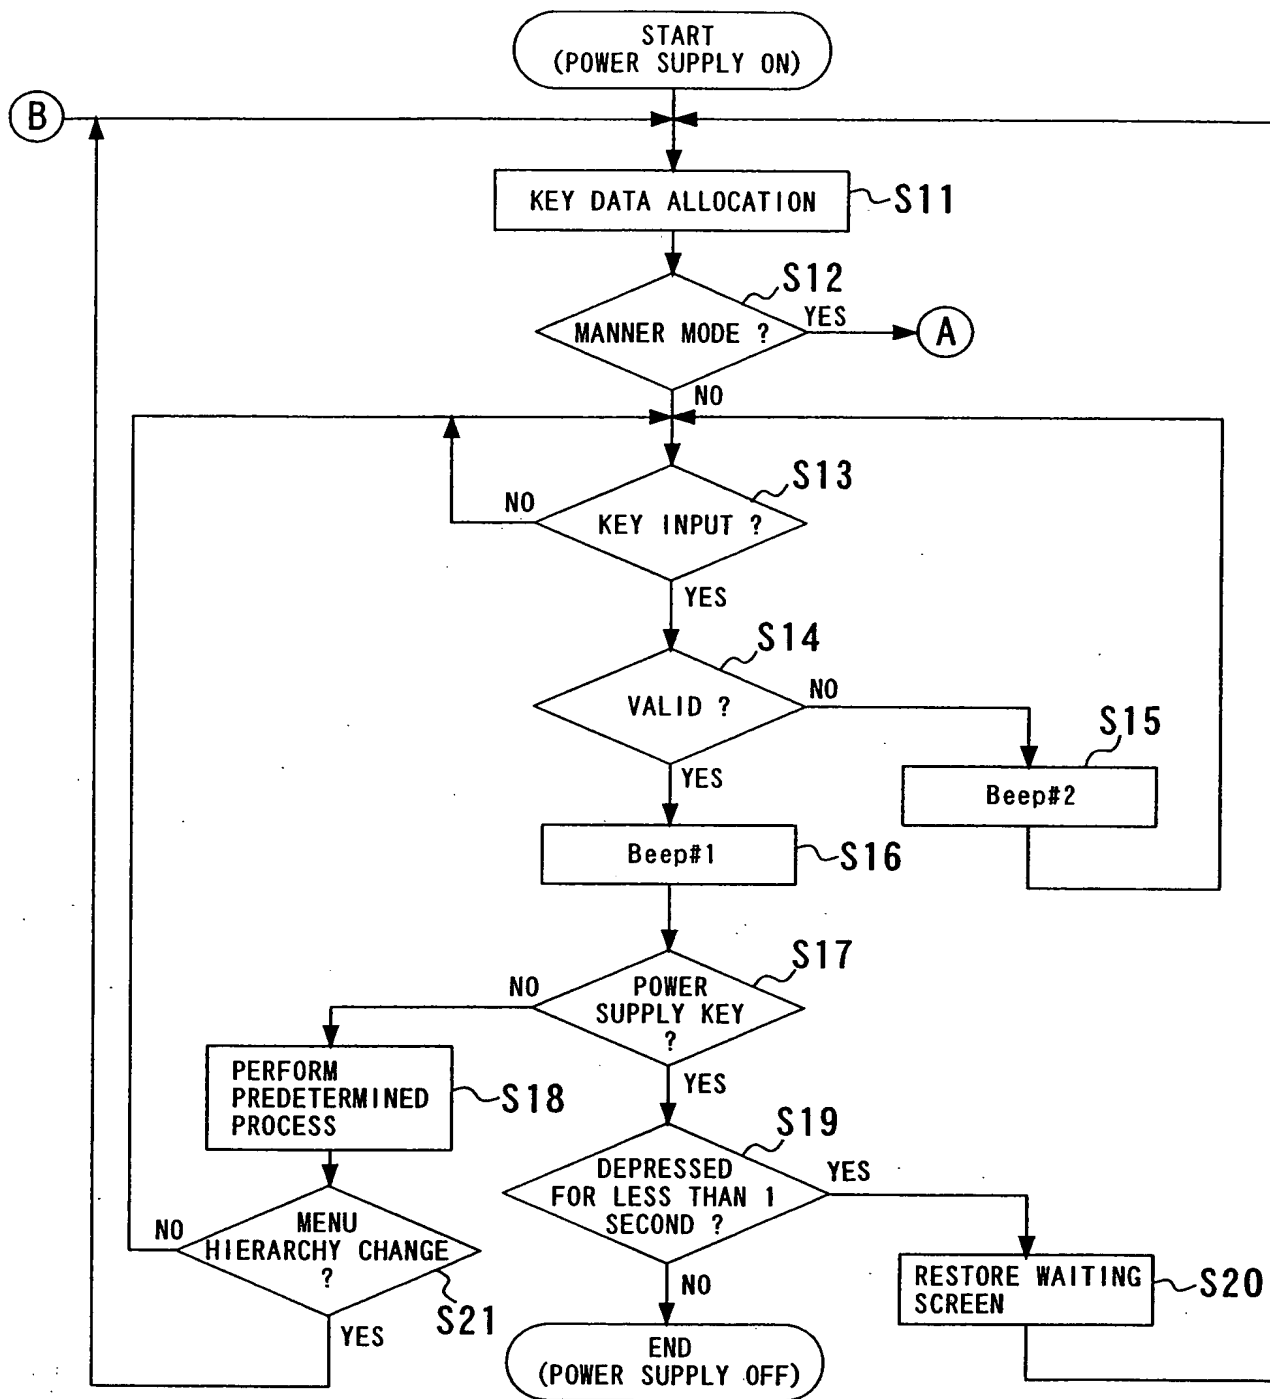 START
(POWER SUPPLY ON)
B
KEY DATA ALLOCATION
S11
S12
MANNER MODE ?
YES
A
NO
S13
NO
KEY INPUT ?
YES
S14
VALID ?
NO
S15
YES
Beep#2
Beep#1
S16
S17
NO
POWER
SUPPLY KEY
?
YES
PERFORM
PREDETERMINED
PROCESS
S18
S19
DEPRESSED
FOR LESS THAN 1
SECOND ?
YES
NO
MENU
HIERARCHY CHANGE
?
S21
YES
NO
RESTORE WAITING
SCREEN
S20
END
(POWER SUPPLY OFF)